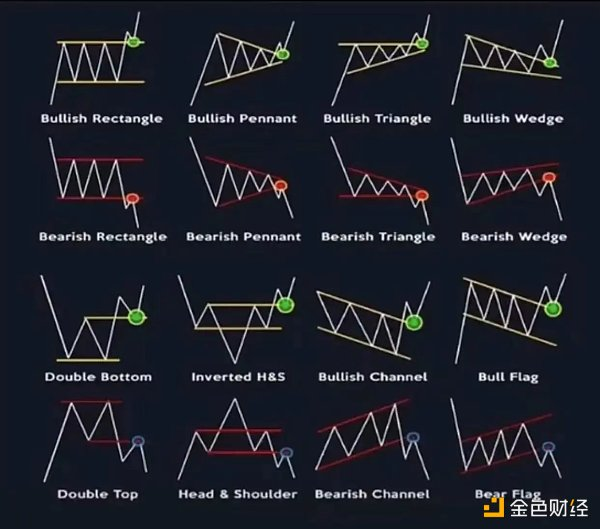 Bullish Rectangle
Bullish Pennant
Bullish Triangle
Bullish Wedge
Bearish Rectangle
Bearish Pennant
Bearish Triangle
Bearish Wedge
Double Bottom
Inverted H&S
Bullish Channel
Bull Flag
Double Top
Head & Shoulder
Bearish Channel
Bear Flag
金色财经